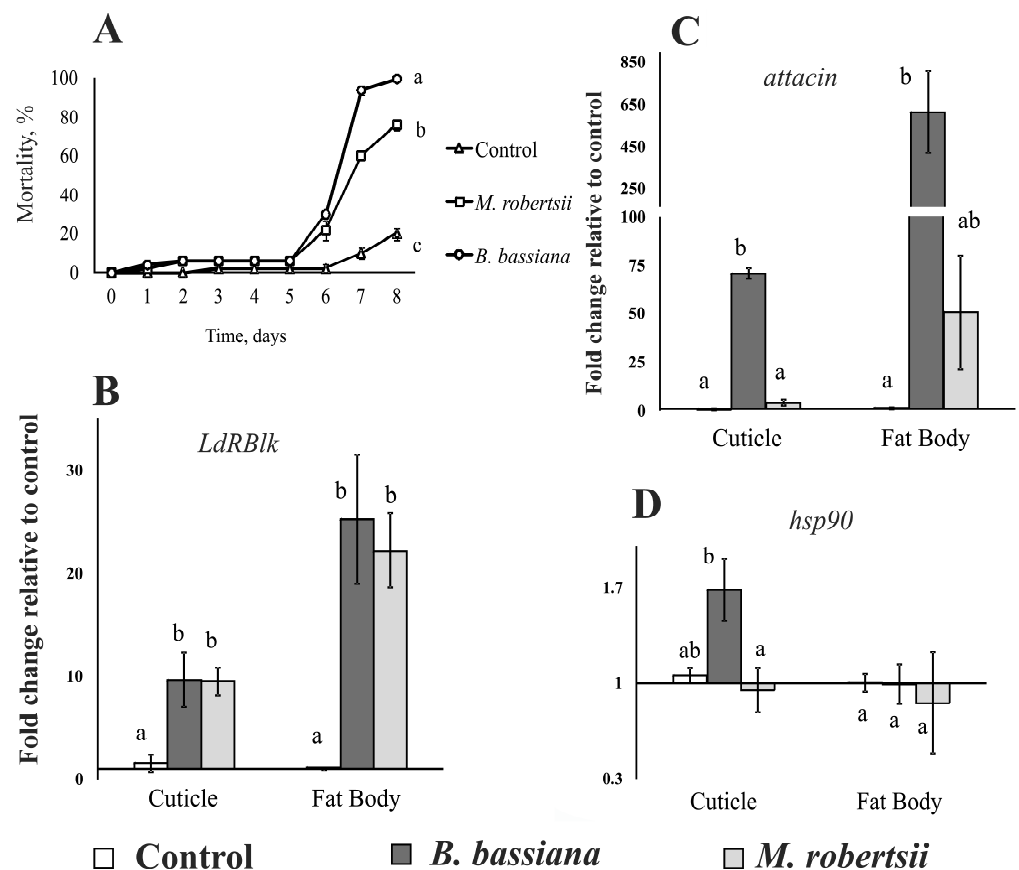 A
Mortality, %
100
80
60
40
20
0
0 1 2 3 4 5 6 7 8
Time, days
a
b
c
Control
M. robertsii
B. bassiana
B
LdRBlk
Fold change relative to control
30
20
10
0
a
b
b
a
b
b
Cuticle
Fat Body
C
attacin
Fold change relative to control
850
650
450
250
100
75
50
25
0
a
b
a
a
b
ab
Cuticle
Fat Body
D
hsp90
1.7
1
0.3
ab
b
a
a
a
a
Cuticle
Fat Body
Control
B. bassiana
M. robertsii